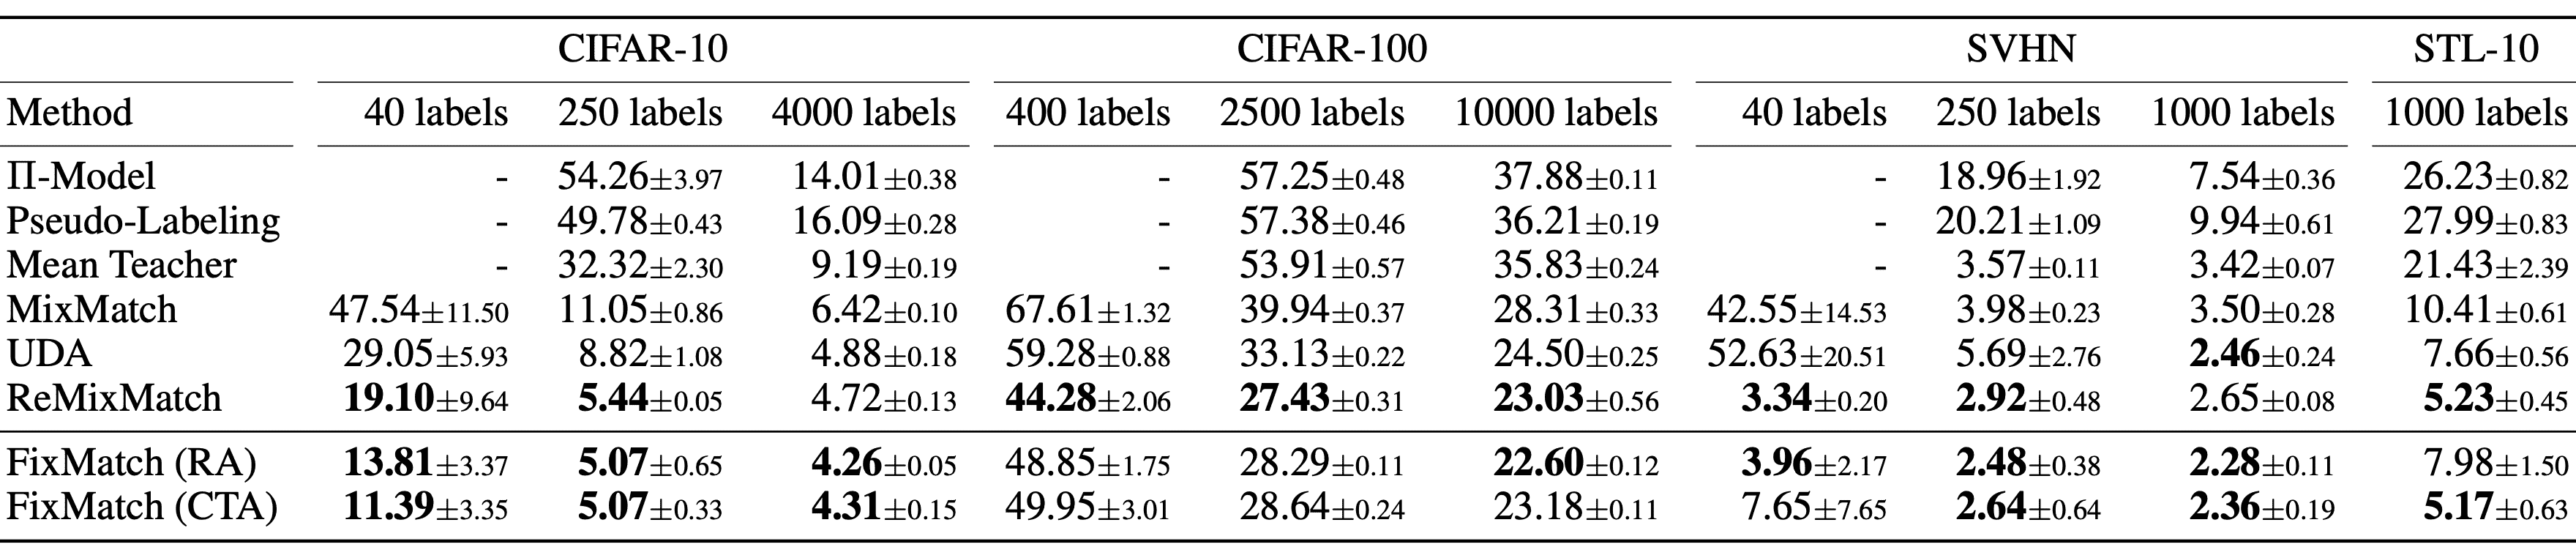 CIFAR-10 CIFAR-100 SVHN STL-10
Method 40 labels 250 labels 4000 labels 400 labels 2500 labels 10000 labels 40 labels 250 labels 1000 labels 1000 labels
Π-Model - 54.26±3.97 14.01±0.38 - 57.25±0.48 37.88±0.11 - 18.96±1.92 7.54±0.36 26.23±0.82
Pseudo-Labeling - 49.78±0.43 16.09±0.28 - 57.38±0.46 36.21±0.19 - 20.21±1.09 9.94±0.61 27.99±0.83
Mean Teacher - 32.32±2.30 9.19±0.19 - 53.91±0.57 35.83±0.24 - 3.57±0.11 3.42±0.07 21.43±2.39
MixMatch 47.54±11.50 11.05±0.86 6.42±0.10 67.61±1.32 39.94±0.37 28.31±0.33 42.55±14.53 3.98±0.23 3.50±0.28 10.41±0.61
UDA 29.05±5.93 8.82±1.08 4.88±0.18 59.28±0.88 33.13±0.22 24.50±0.25 52.63±20.51 5.69±2.76 2.46±0.24 7.66±0.56
ReMixMatch 19.10±9.64 5.44±0.05 4.72±0.13 44.28±2.06 27.43±0.31 23.03±0.56 3.34±0.20 2.92±0.48 2.65±0.08 5.23±0.45
FixMatch (RA) 13.81±3.37 5.07±0.65 4.26±0.05 48.85±1.75 28.29±0.11 22.60±0.12 3.96±2.17 2.48±0.38 2.28±0.11 7.98±1.50
FixMatch (CTA) 11.39±3.35 5.07±0.33 4.31±0.15 49.95±3.01 28.64±0.24 23.18±0.11 7.65±7.65 2.64±0.64 2.36±0.19 5.17±0.63